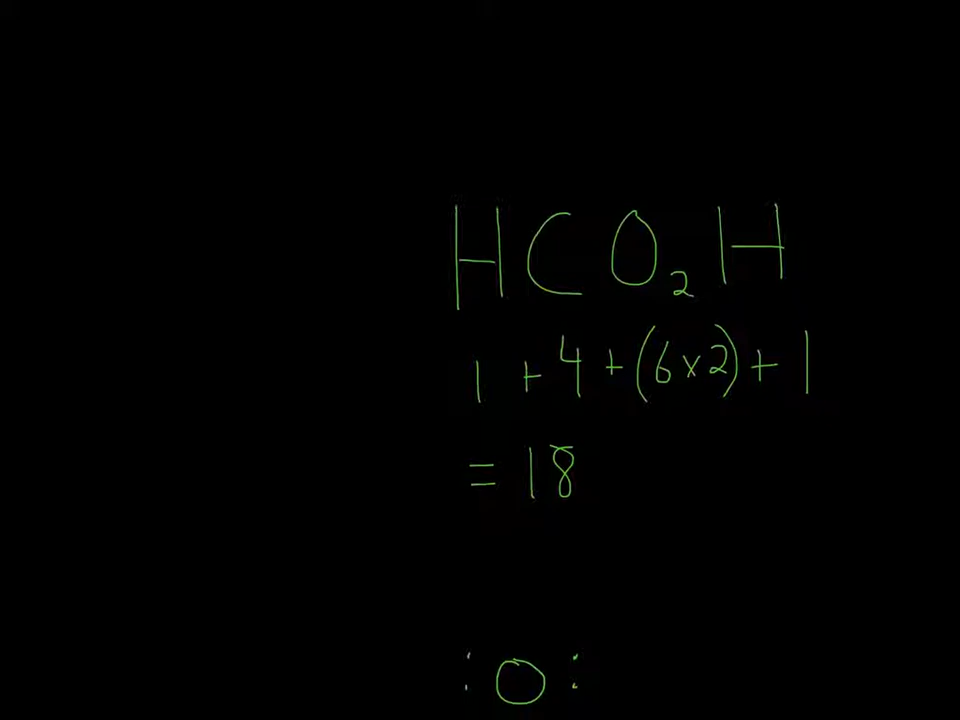 HCO₂H
1 + 4 + (6×2) + 1
= 18
:O: